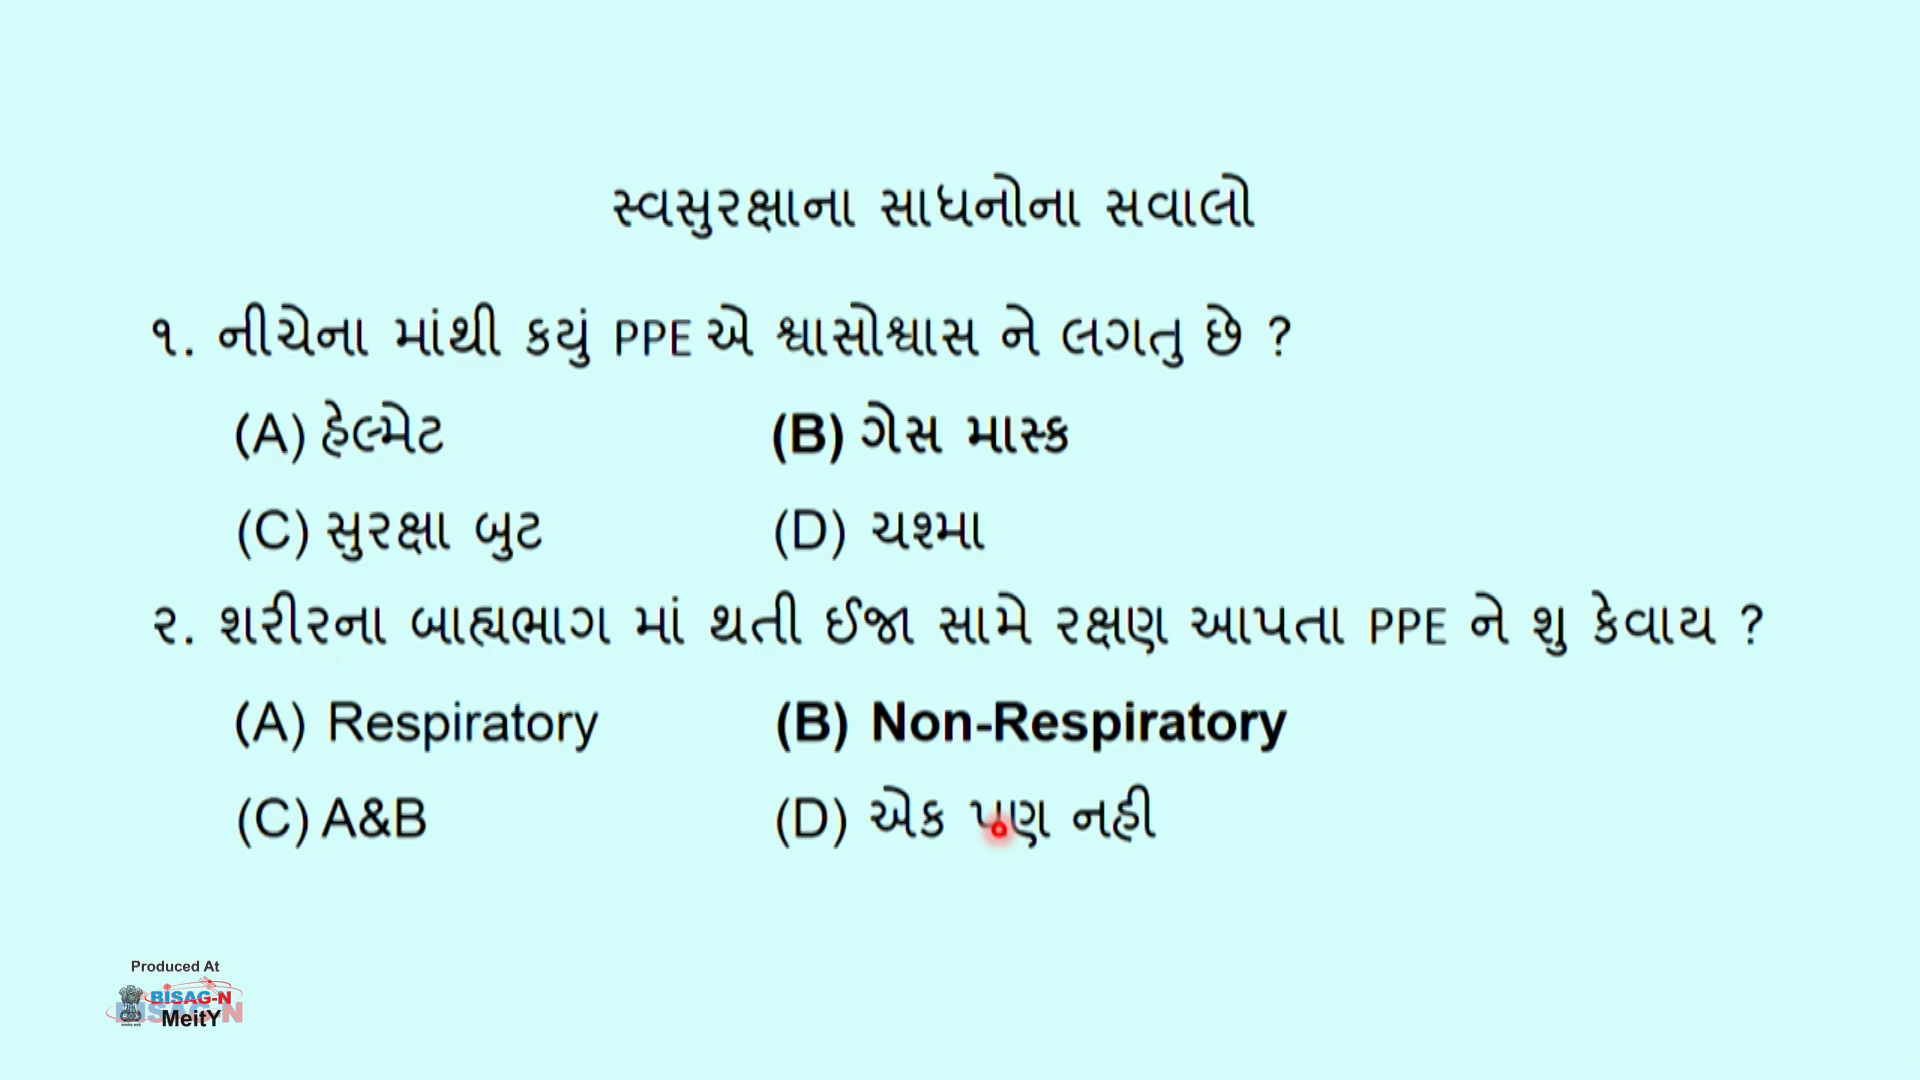 સ્વસુરક્ષાના સાધનોના સવાલો
૧. નીચેના માંથી કયું PPE એ શ્વાસોશ્વાસ ને લગતુ છે ?
(A) હેલ્મેટ (B) ગેસ માસ્ક
(C) સુરક્ષા બુટ (D) ચશ્મા
૨. શરીરના બાહ્યભાગ માં થતી ઈજા સામે રક્ષણ આપતા PPE ને શુ કેવાય ?
(A) Respiratory (B) Non-Respiratory
(C) A&B (D) એક પણ નહી
Produced At
BISAG-N
MeitY